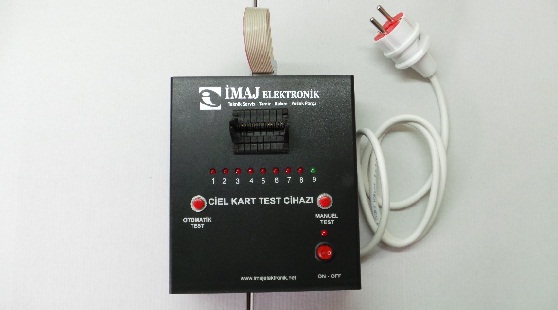 İMAJ ELEKTRONİK
Teknik Servis Tamir Bakım Yedek Parça
1 2 3 4 5 6 7 8 9
CİEL KART TEST CİHAZI
OTOMATİK
TEST
MANUEL
TEST
www.imajelektronik.net
ON - OFF